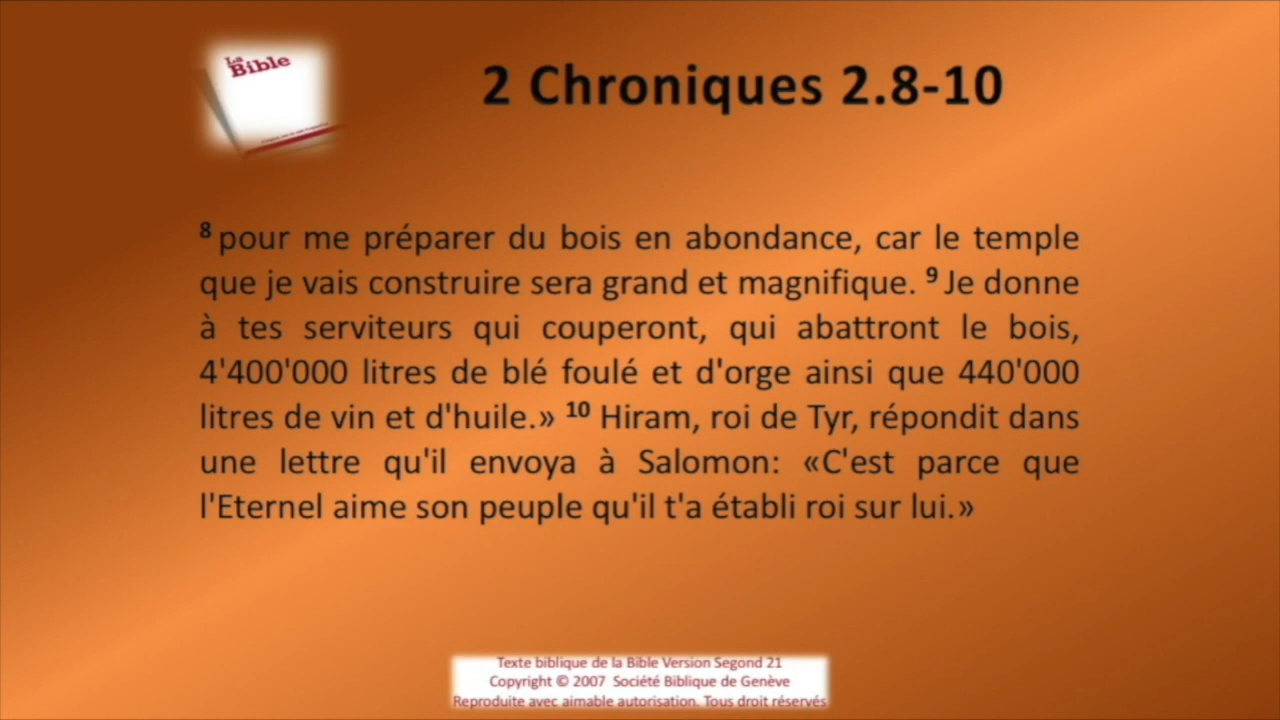 La
Bible
2 Chroniques 2.8-10
8 pour me préparer du bois en abondance, car le temple
que je vais construire sera grand et magnifique. 9 Je donne
à tes serviteurs qui couperont, qui abattront le bois,
4'400'000 litres de blé foulé et d'orge ainsi que 440'000
litres de vin et d'huile.» 10 Hiram, roi de Tyr, répondit dans
une lettre qu'il envoya à Salomon: «C'est parce que
l'Eternel aime son peuple qu'il t'a établi roi sur lui.»
Texte biblique de la Bible Version Segond 21
Copyright © 2007 Société Biblique de Genève
Reproduite avec aimable autorisation. Tous droit réservés